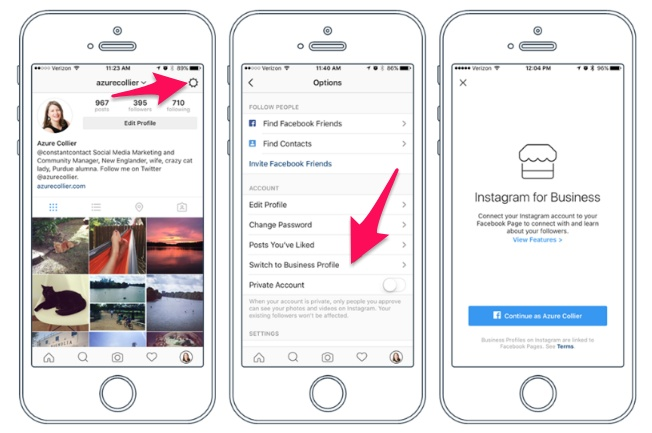 Verizon 11:23 AM 89%
azurecollier
967 395 710
posts followers following
Edit Profile
Azure Collier
@constantcontact Social Media Marketing and
Community Manager, New Englander, wife, crazy cat
lady, Purdue alumna. Follow me on Twitter
@azurecollier.
azurecollier.com
Verizon 11:46 AM 86%
Options
FOLLOW PEOPLE
Find Facebook Friends
Find Contacts
Invite Facebook Friends
ACCOUNT
Edit Profile
Change Password
Posts You've Liked
Switch to Business Profile
Private Account
When your account is private, only people you approve
can see your photos and videos on Instagram. Your
existing followers won't be affected.
SETTINGS
Verizon 12:04 PM 96%
Instagram for Business
Connect your Instagram account to your
Facebook Page to connect with and learn
about your followers.
View Features >
Continue as Azure Collier
Business Profiles on Instagram are linked to
Facebook Pages. See Terms.